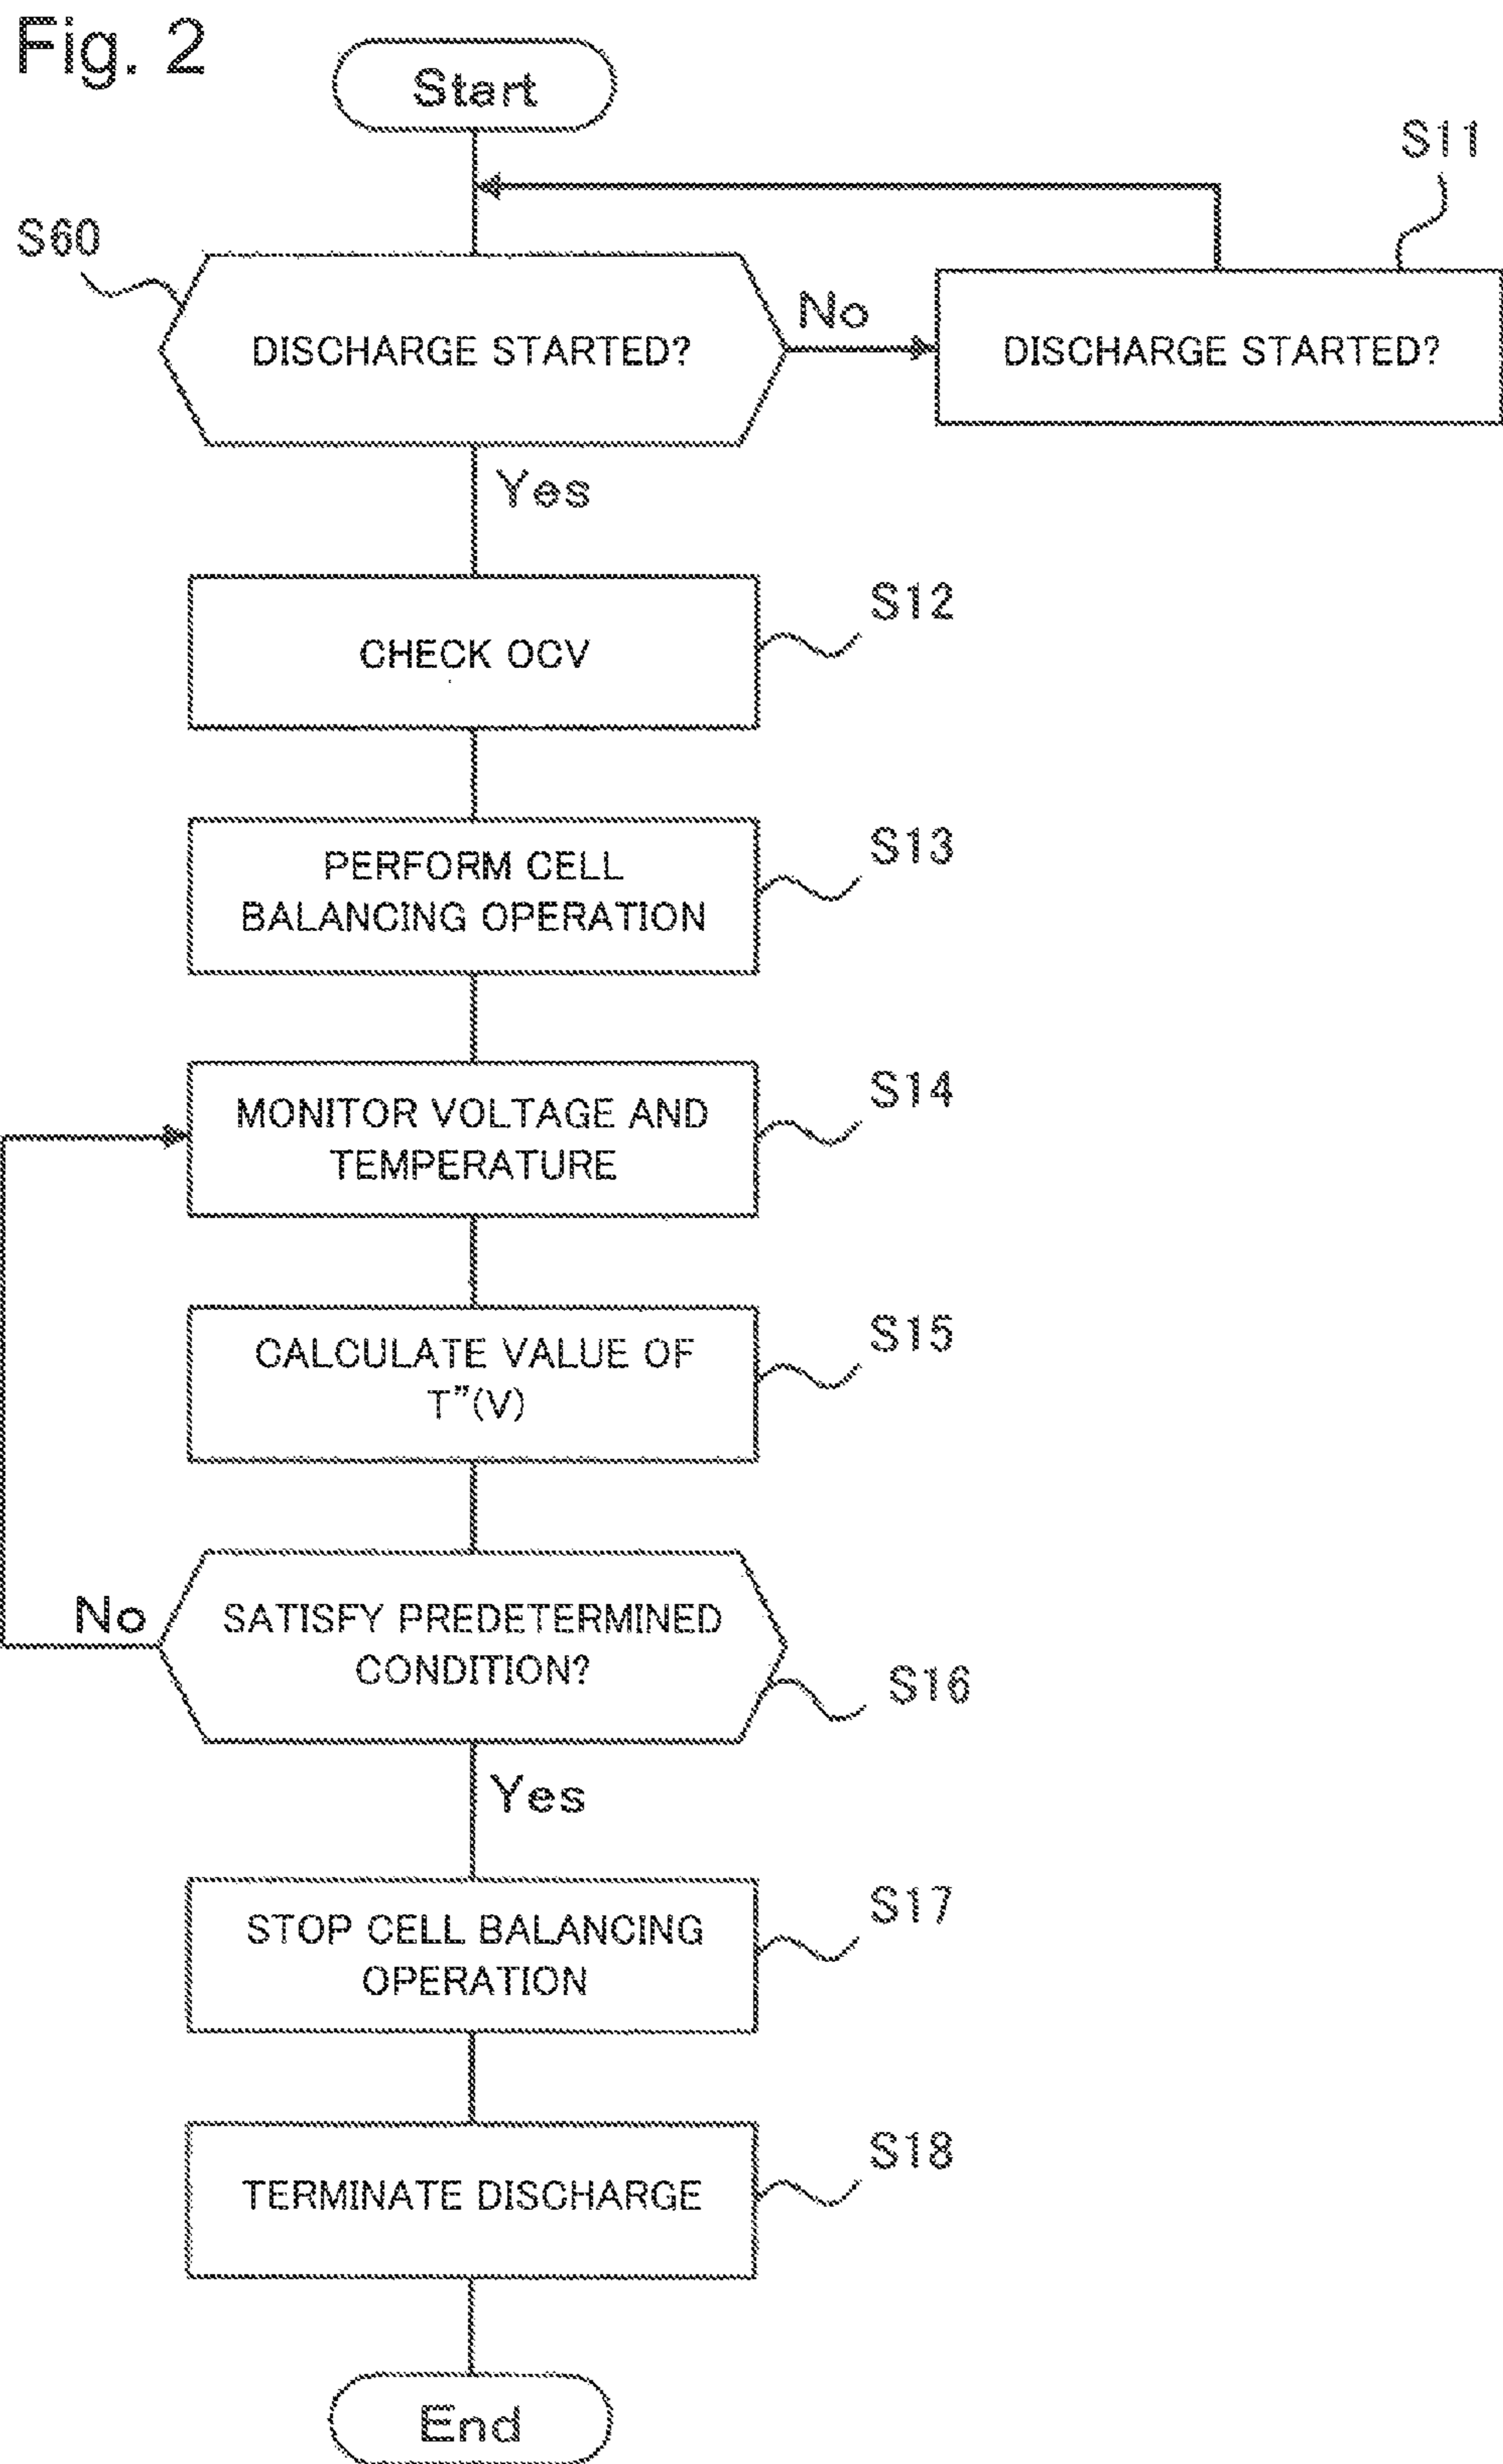 Fig. 2
Start
S11
S60
DISCHARGE STARTED?
No
DISCHARGE STARTED?
Yes
CHECK OCV
S12
PERFORM CELL
BALANCING OPERATION
S13
MONITOR VOLTAGE AND
TEMPERATURE
S14
CALCULATE VALUE OF
T”(V)
S15
No
SATISFY PREDETERMINED
CONDITION?
S16
Yes
STOP CELL BALANCING
OPERATION
S17
TERMINATE DISCHARGE
S18
End